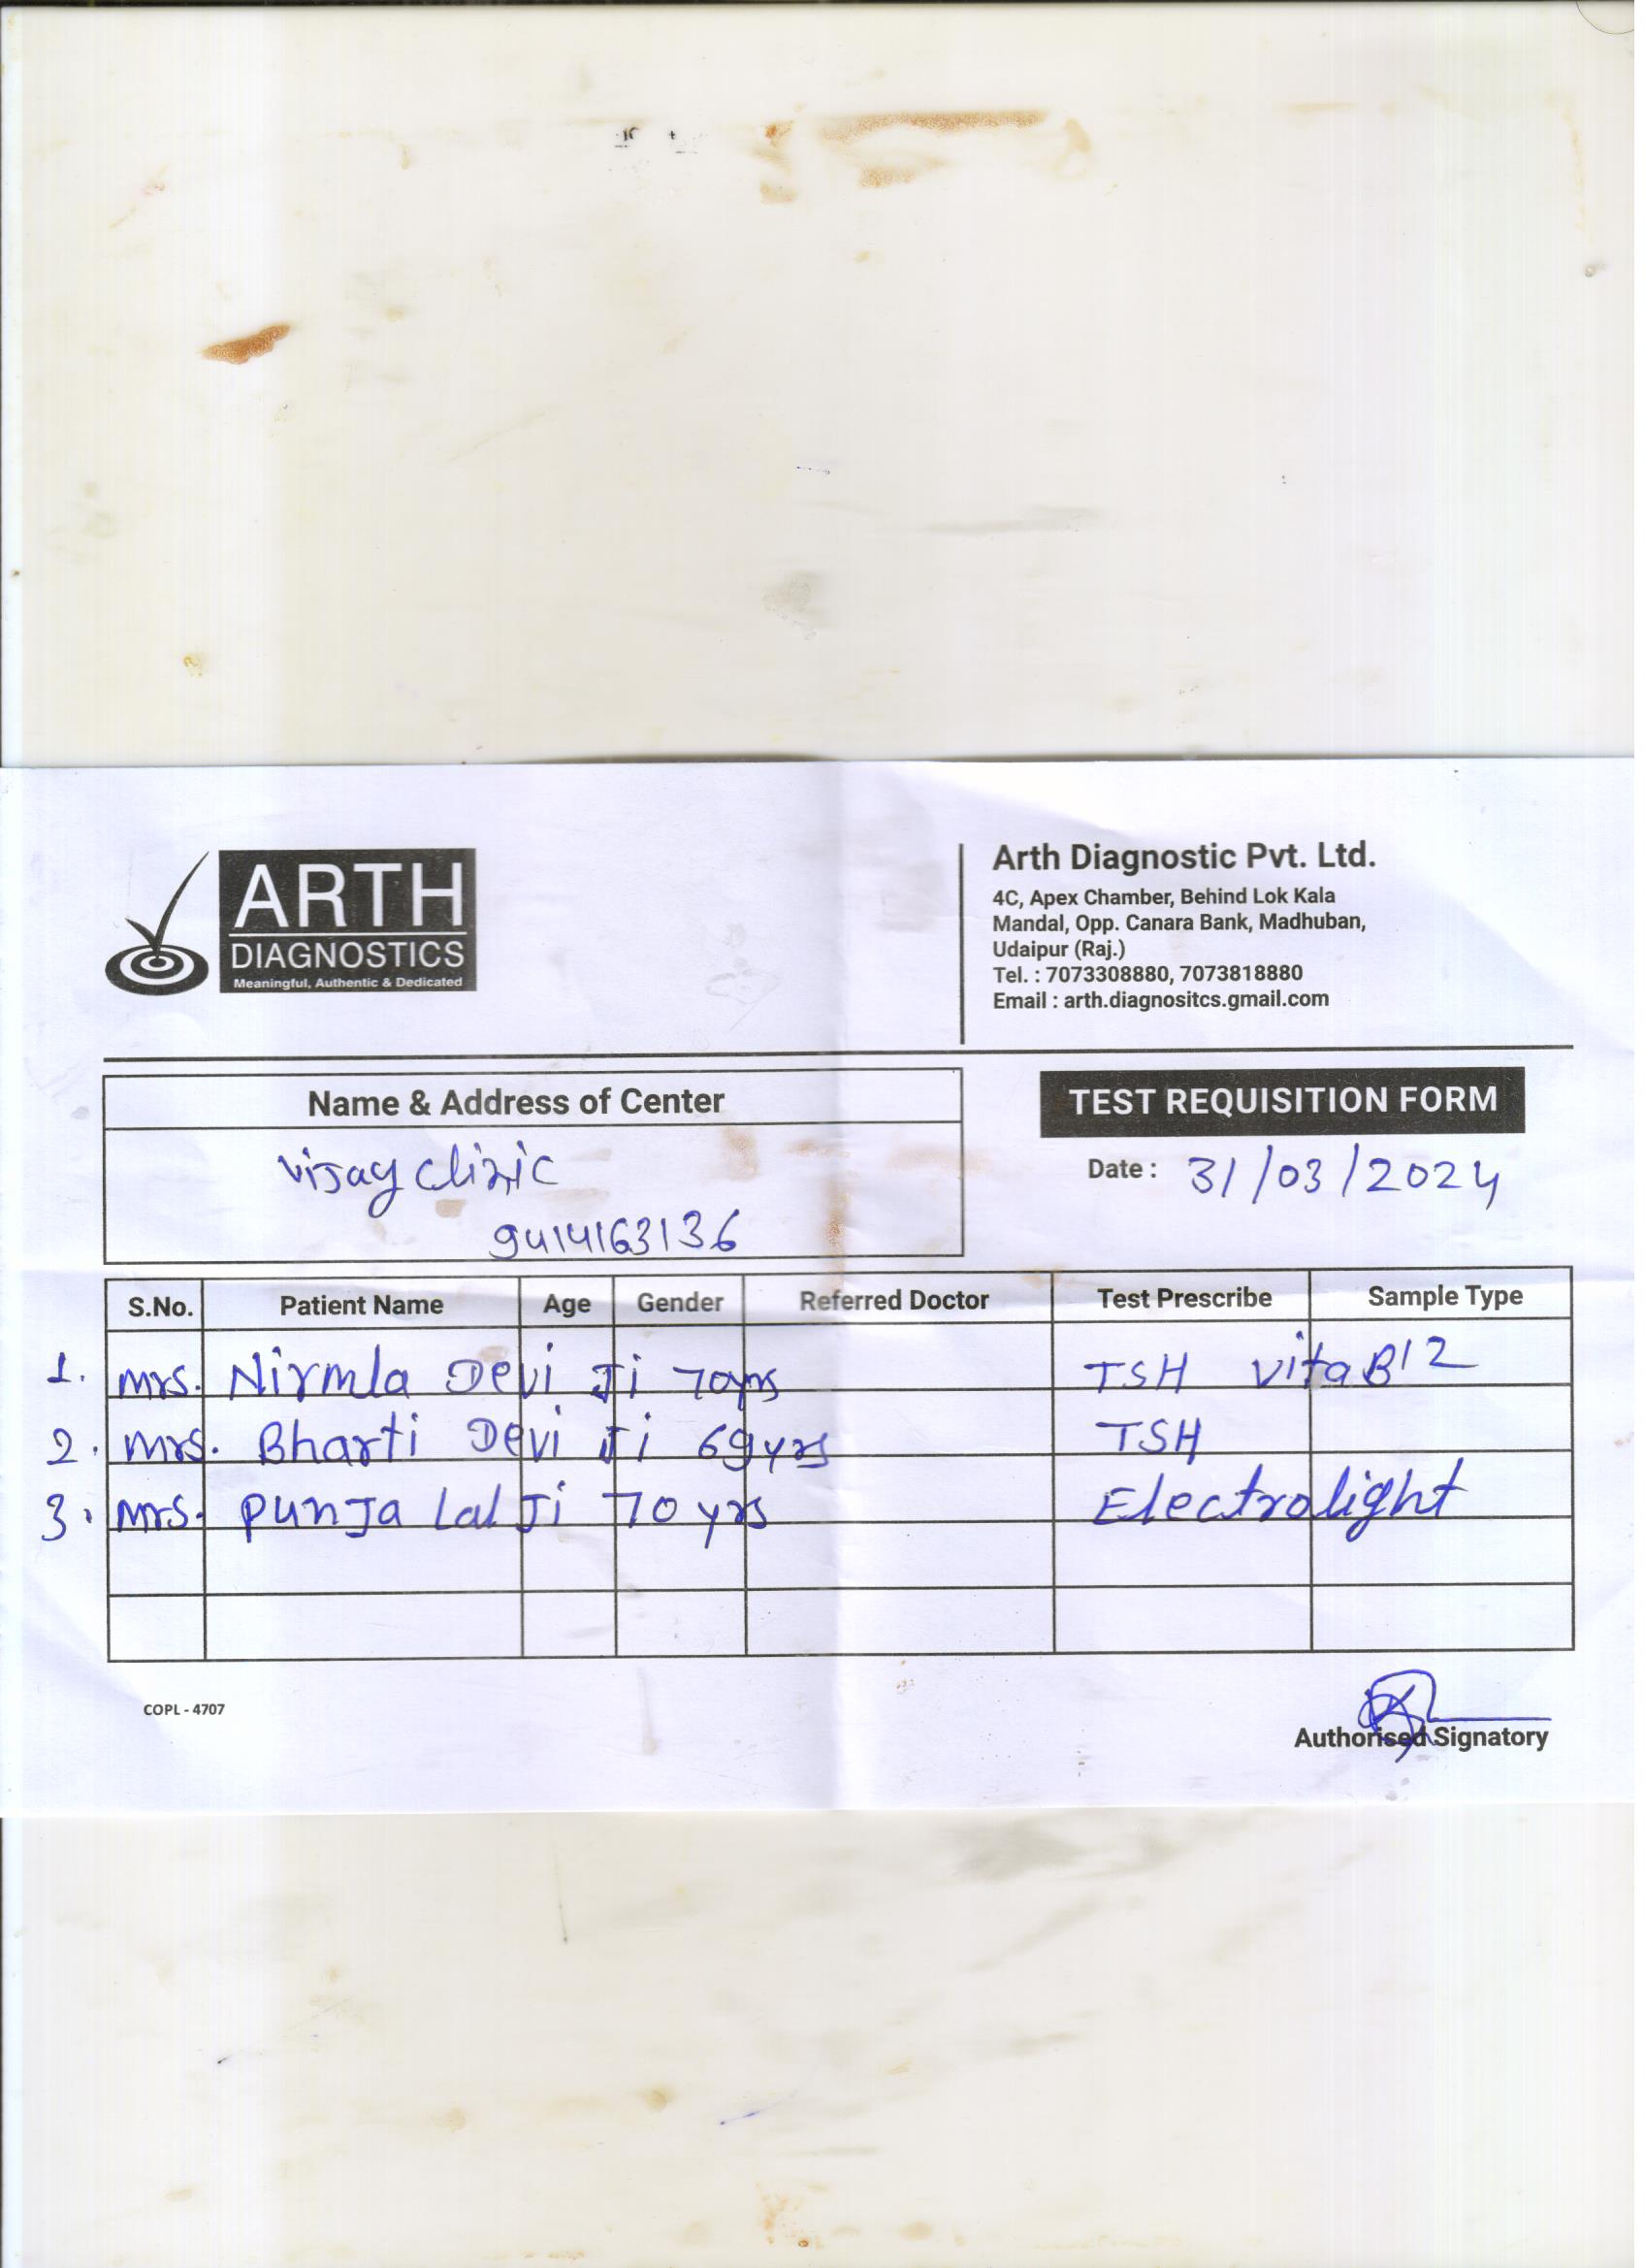 ARTH
DIAGNOSTICS
Meaningful, Authentic & Dedicated
Arth Diagnostic Pvt. Ltd.
4C, Apex Chamber, Behind Lok Kala
Mandal, Opp. Canara Bank, Madhuban,
Udaipur (Raj.)
Tel. : 7073308880, 7073818880
Email : arth.diagnositcs.gmail.com
Name & Address of Center
Vijay Clinic
9414163136
TEST REQUISITION FORM
Date : 31/03/2024
S.No. Patient Name Age Gender Referred Doctor Test Prescribe Sample Type
1. Mrs. Nirmla Devi Ji 70yrs TSH Vita B12
2. Mrs. Bharti Devi Ji 69yrs TSH
3. Mrs. Punja Lal Ji 70 yrs Electrolight
COPL - 4707
Authorised Signatory